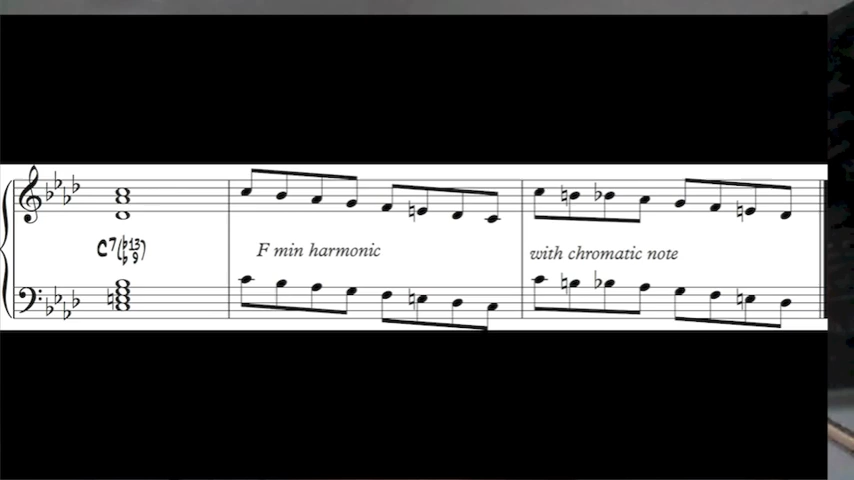 C7(♭13
♭9)
F min harmonic
with chromatic note